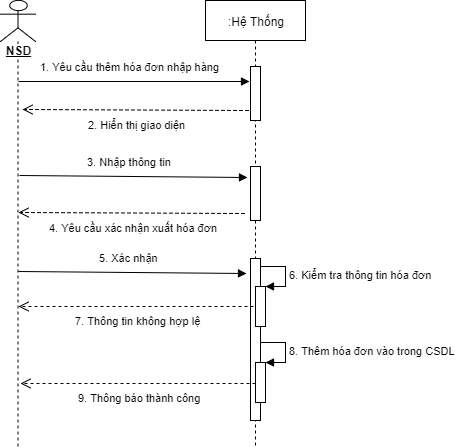 :Hệ Thống
NSD
1. Yêu cầu thêm hóa đơn nhập hàng
2. Hiển thị giao diện
3. Nhập thông tin
4. Yêu cầu xác nhận xuất hóa đơn
5. Xác nhận
6. Kiểm tra thông tin hóa đơn
7. Thông tin không hợp lệ
8. Thêm hóa đơn vào trong CSDL
9. Thông báo thành công